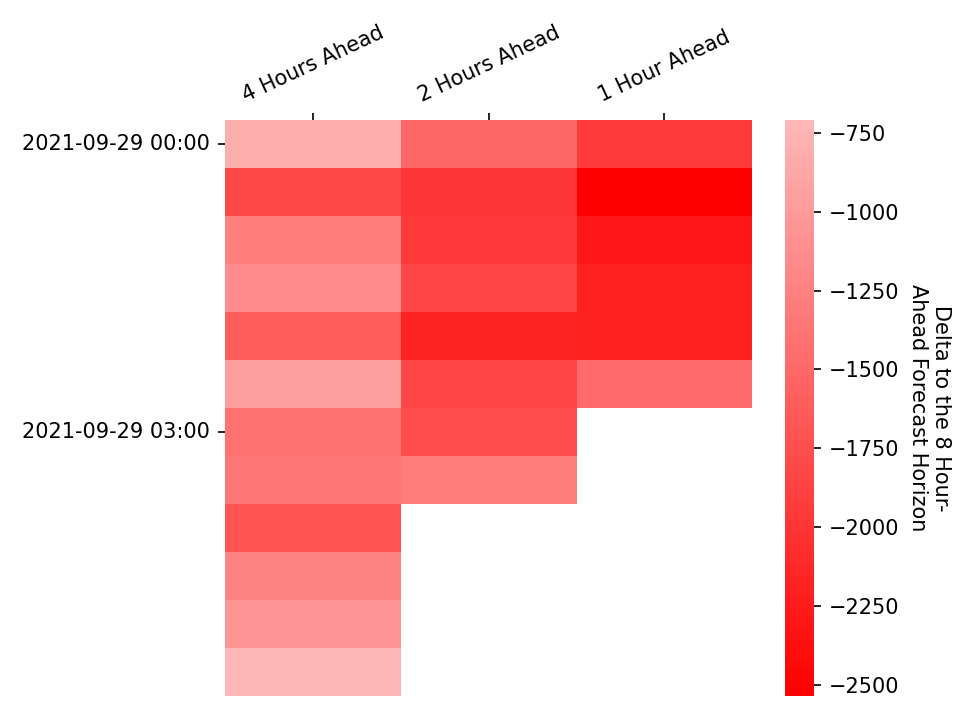 4 Hours Ahead
2 Hours Ahead
1 Hour Ahead
2021-09-29 00:00
2021-09-29 03:00
−750
−1000
−1250
−1500
−1750
−2000
−2250
−2500
Delta to the 8 Hour-
Ahead Forecast Horizon